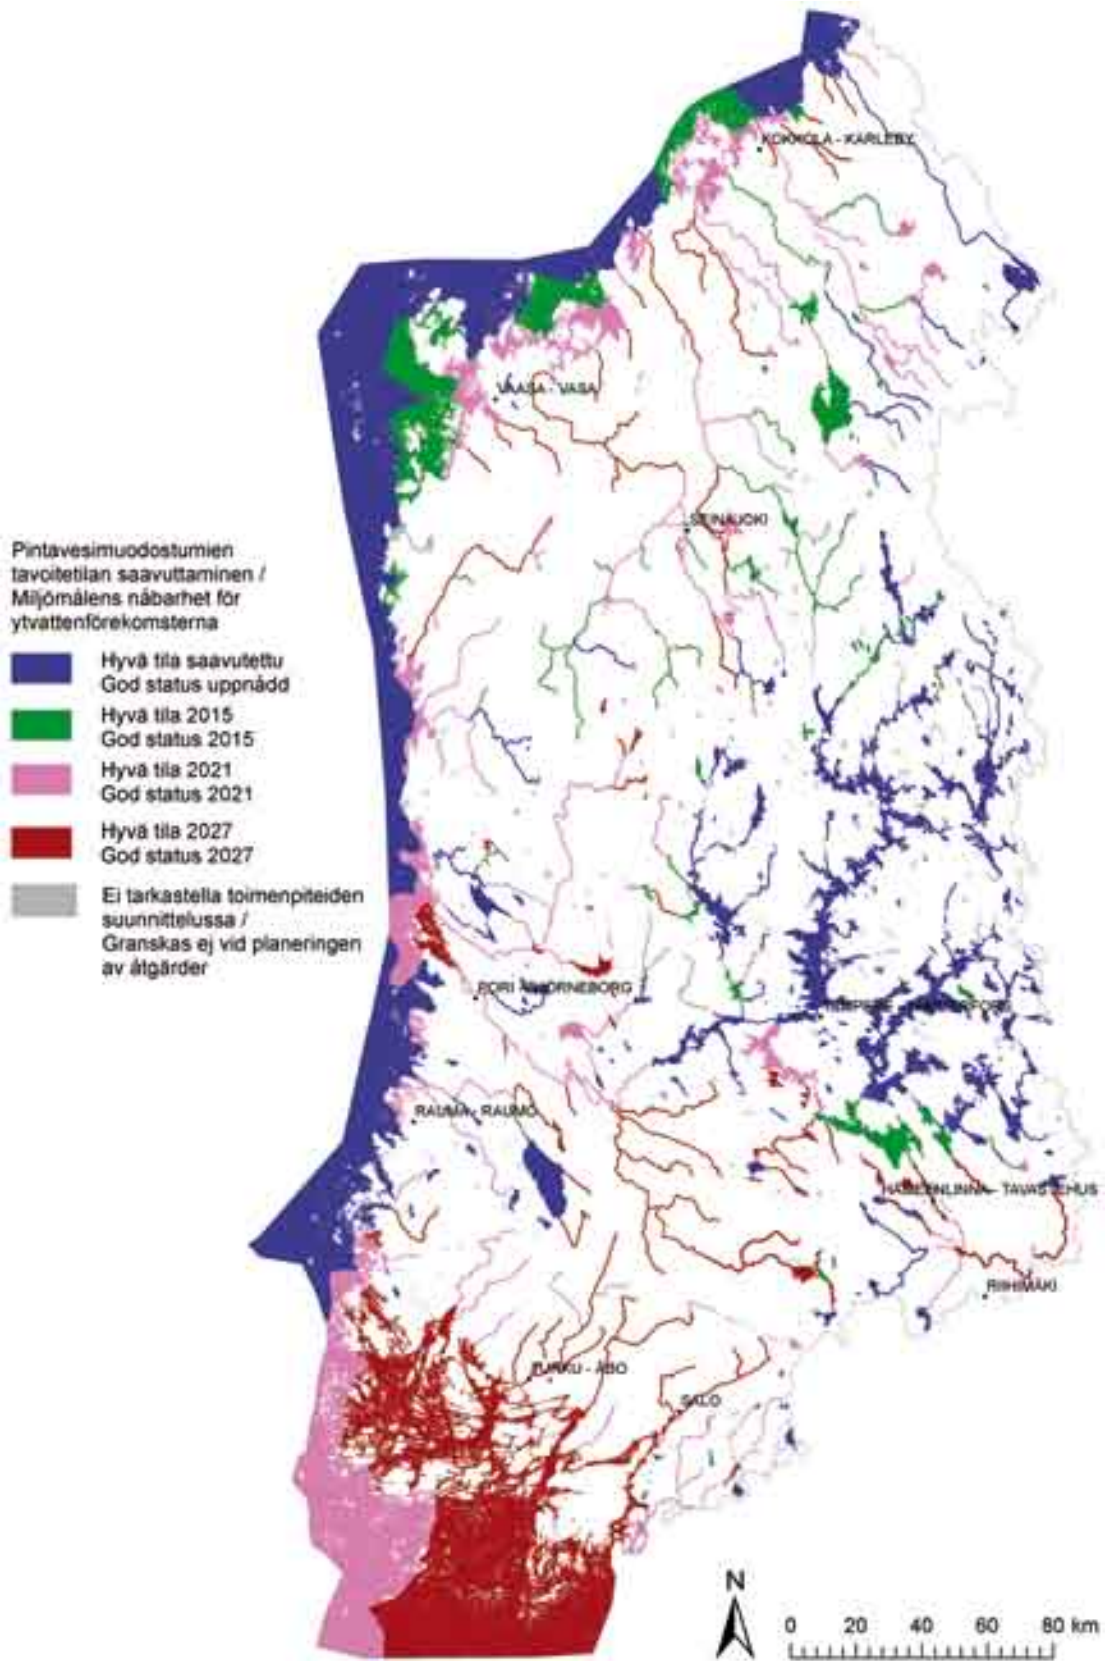 KOKKOLA - KARLEBY
VAASA - VASA
SEINÄJOKI
Pintavesimuodostumien
tavoitetilan saavuttaminen /
Miljömålens nåbarhet för
ytvattenförekomsterna
Hyvä tila saavutettu
God status uppnådd
Hyvä tila 2015
God status 2015
Hyvä tila 2021
God status 2021
Hyvä tila 2027
God status 2027
Ei tarkastella toimenpiteiden
suunnittelussa /
Granskas ej vid planeringen
av åtgärder
PORI - BJÖRNEBORG
RAUMA - RAUMO
HÄMEENLINNA - TAVASTEHUS
RIIHIMÄKI
TURKU - ÅBO
SALO
N
0 20 40 60 80 km